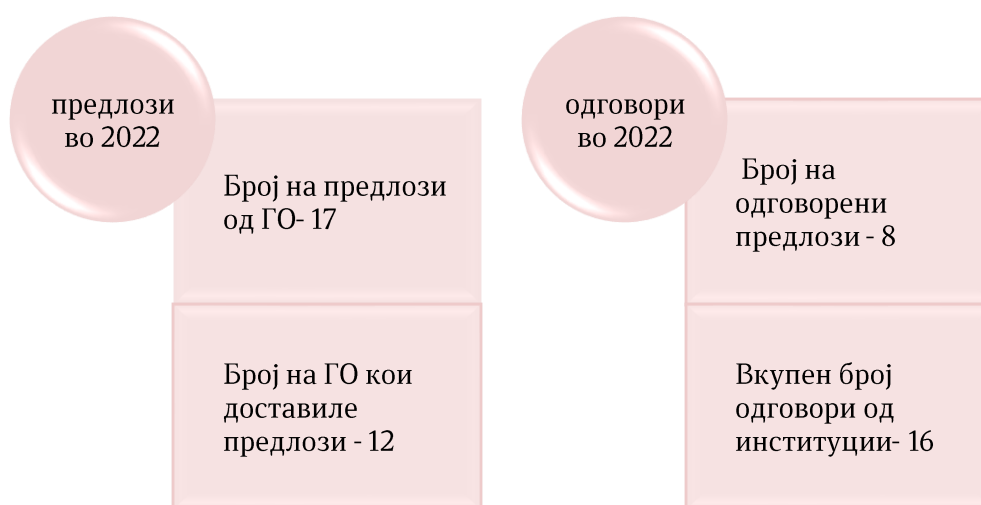 предлози
во 2022
Број на предлози
од ГО- 17
Број на ГО кои
доставиле
предлози - 12
одговори
во 2022
Број на
одговорени
предлози - 8
Вкупен број
одговори од
институции- 16